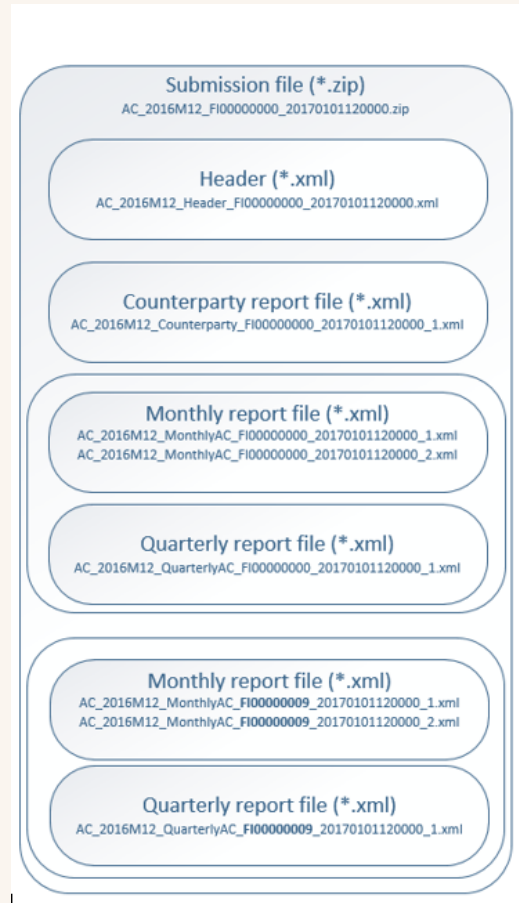 Submission file (*.zip)
AC_2016M12_FI00000000_20170101120000.zip
Header (*.xml)
AC_2016M12_Header_FI00000000_20170101120000.xml
Counterparty report file (*.xml)
AC_2016M12_Counterparty_FI00000000_20170101120000_1.xml
Monthly report file (*.xml)
AC_2016M12_MonthlyAC_FI00000000_20170101120000_1.xml
AC_2016M12_MonthlyAC_FI00000000_20170101120000_2.xml
Quarterly report file (*.xml)
AC_2016M12_QuarterlyAC_FI00000000_20170101120000_1.xml
Monthly report file (*.xml)
AC_2016M12_MonthlyAC_FI00000009_20170101120000_1.xml
AC_2016M12_MonthlyAC_FI00000009_20170101120000_2.xml
Quarterly report file (*.xml)
AC_2016M12_QuarterlyAC_FI00000009_20170101120000_1.xml